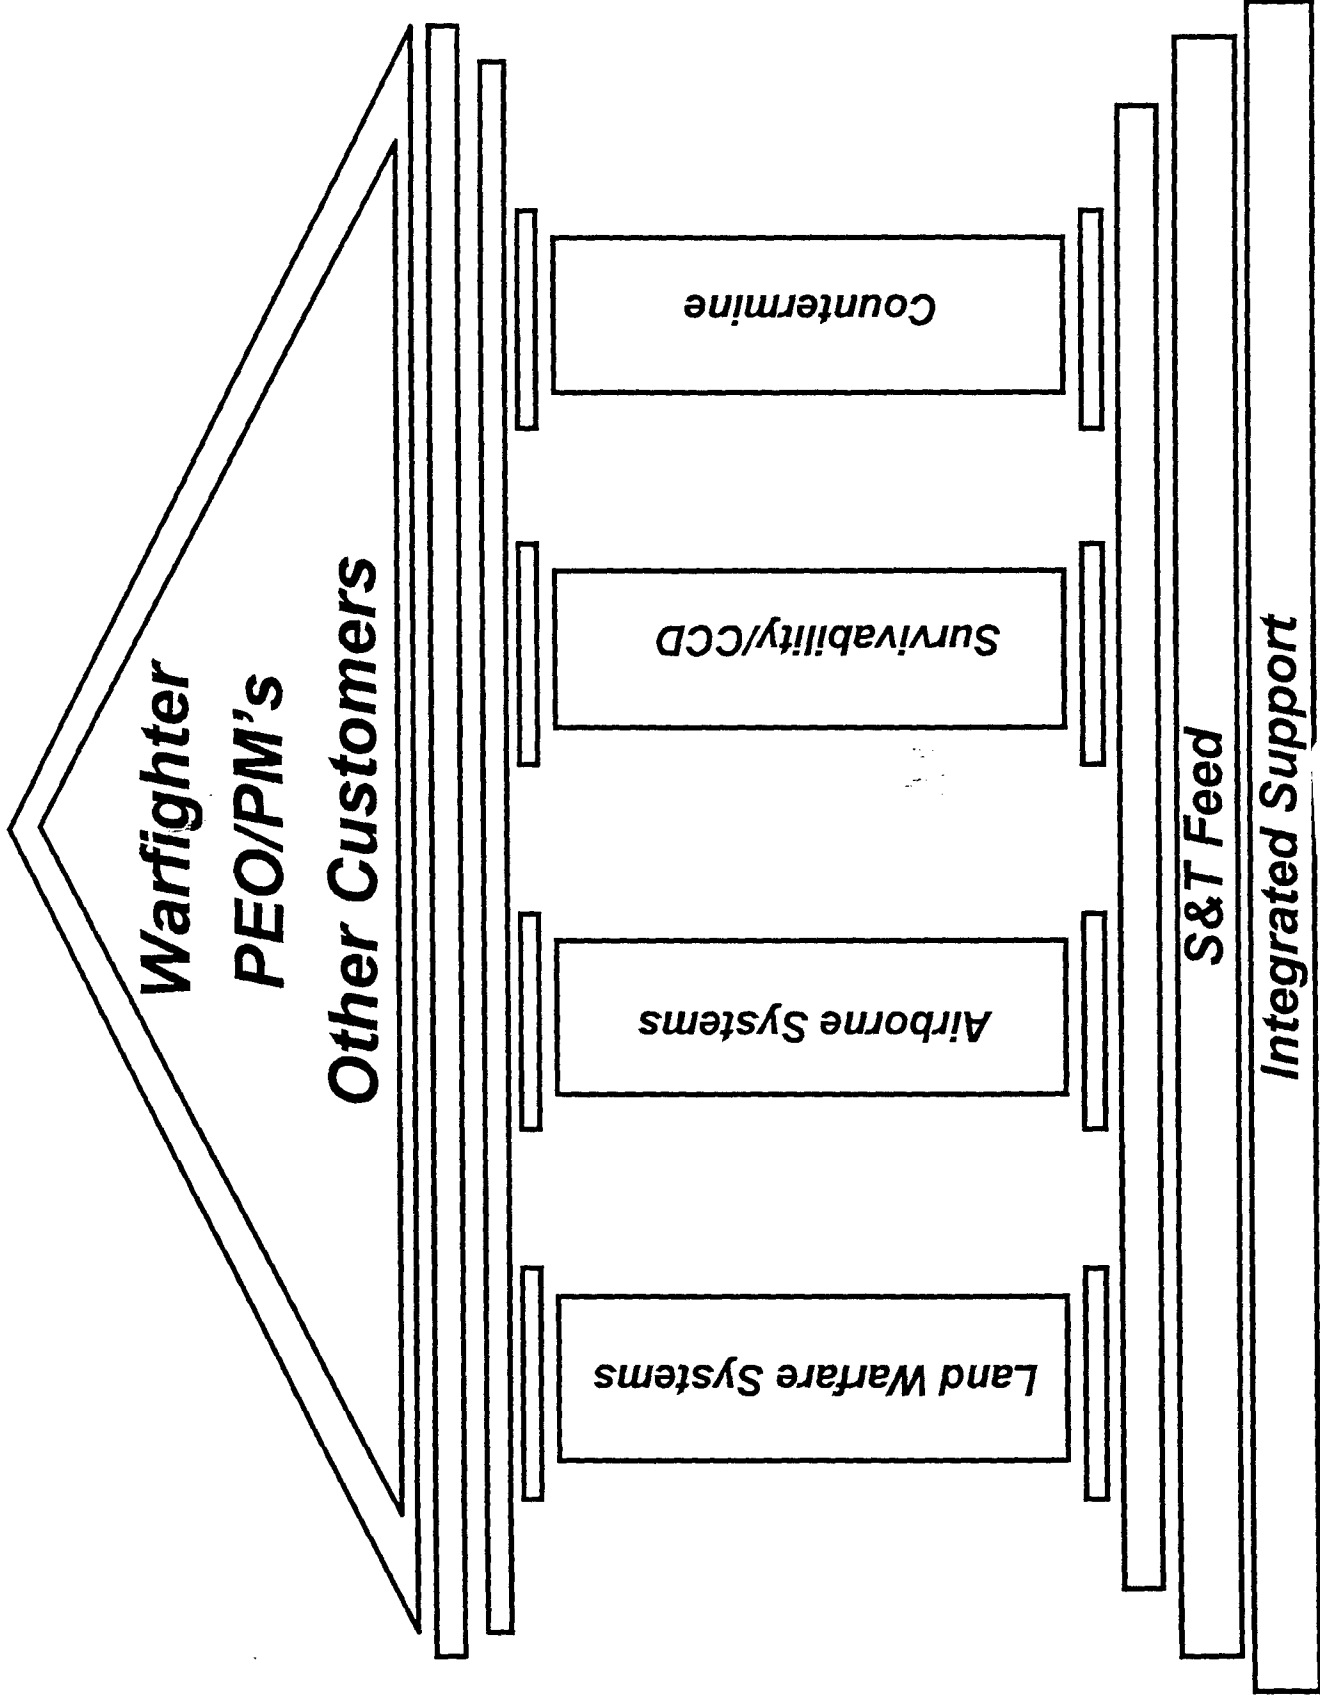 Warfighter
PEO/PM's
Other Customers
Land Warfare Systems
Airborne Systems
Survivability/CCD
Countermine
S&T Feed
Integrated Support